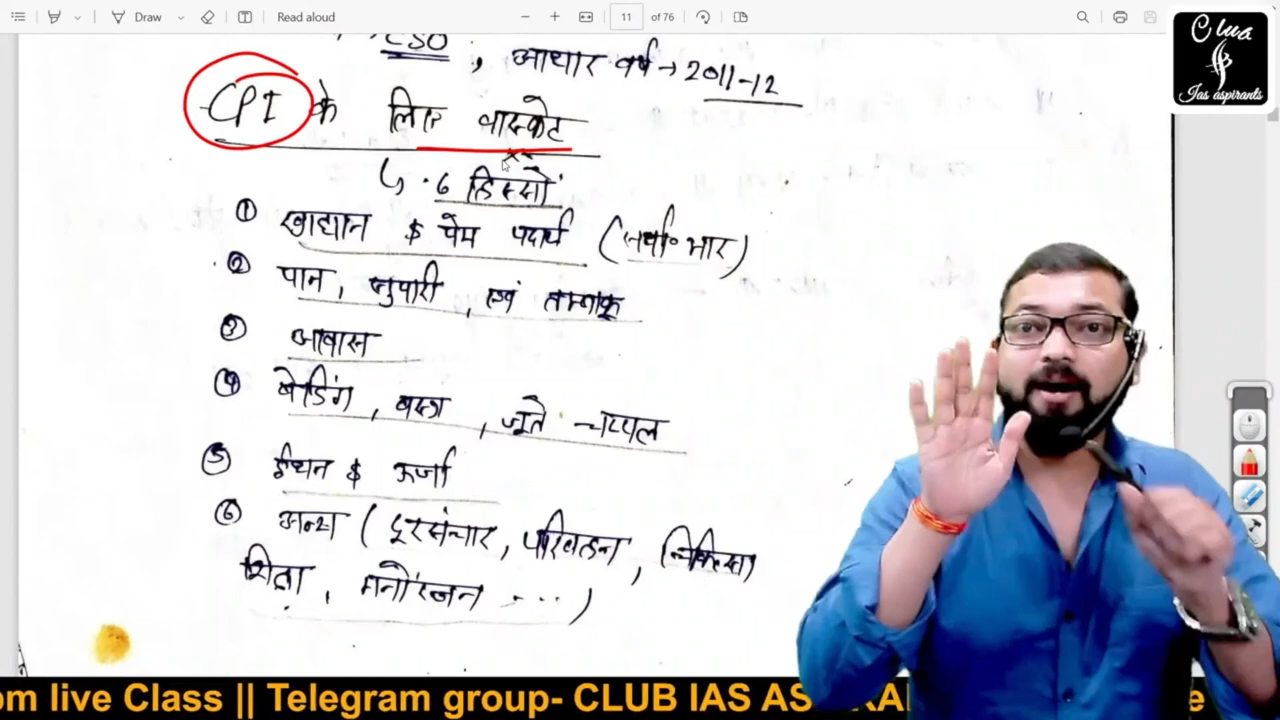 Draw
Read aloud
11 of 76
Club
Ias aspirants
CSO, आधार वर्ष → 2011-12
CPI के लिए बास्केट
↳ 6 हिस्सों
① खाद्यान & पेय पदार्थ (सर्वा० भार)
② पान, सुपारी, एवं तम्बाकू
③ आवास
④ बेडिंग, वस्त्र, जूते चप्पल
⑤ ईंधन & ऊर्जा
⑥ अन्य (दूरसंचार, परिवहन, चिकित्सा
शिक्षा, मनोरंजन ....)
om live Class || Telegram group- CLUB IAS AS